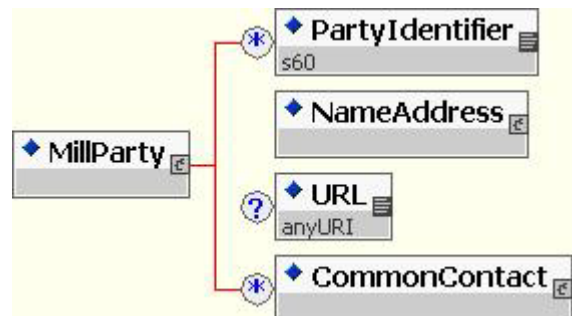 PartyIdentifier
s60
NameAddress
MillParty
?
URL
anyURI
CommonContact